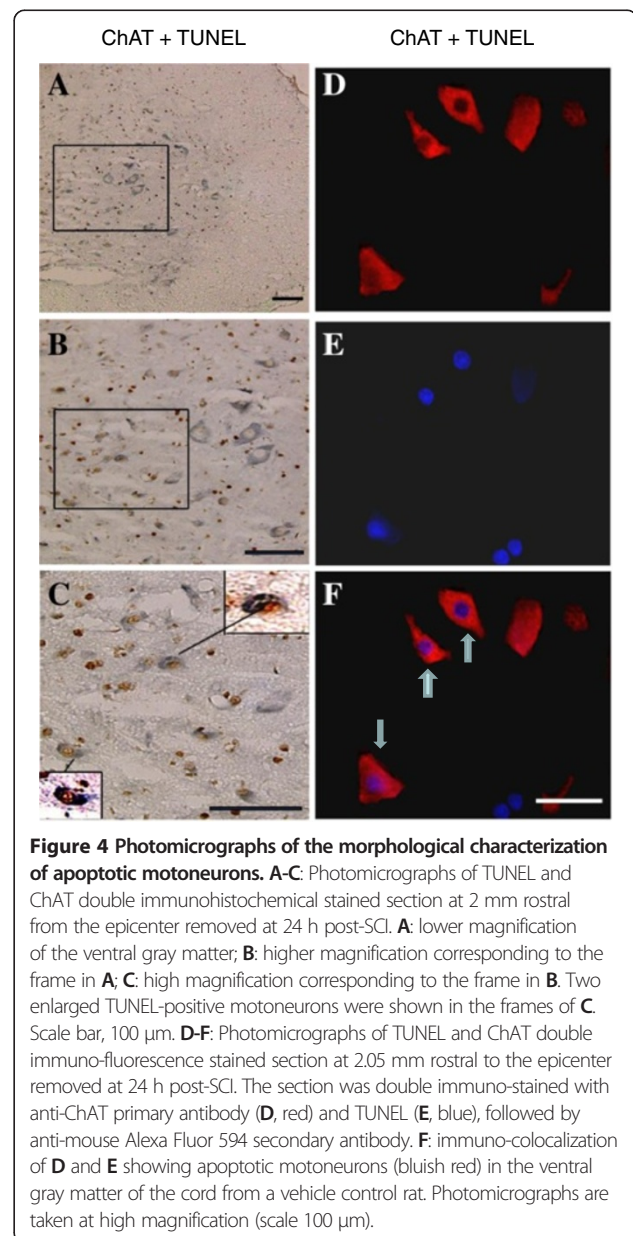 ChAT + TUNEL
ChAT + TUNEL
A
D
B
E
C
F
Figure 4 Photomicrographs of the morphological characterization
of apoptotic motoneurons. A-C: Photomicrographs of TUNEL and
ChAT double immunohistochemical stained section at 2 mm rostral
from the epicenter removed at 24 h post-SCI. A: lower magnification
of the ventral gray matter; B: higher magnification corresponding to the
frame in A; C: high magnification corresponding to the frame in B. Two
enlarged TUNEL-positive motoneurons were shown in the frames of C.
Scale bar, 100 μm. D-F: Photomicrographs of TUNEL and ChAT double
immuno-fluorescence stained section at 2.05 mm rostral to the epicenter
removed at 24 h post-SCI. The section was double immuno-stained with
anti-ChAT primary antibody (D, red) and TUNEL (E, blue), followed by
anti-mouse Alexa Fluor 594 secondary antibody. F: immuno-colocalization
of D and E showing apoptotic motoneurons (bluish red) in the ventral
gray matter of the cord from a vehicle control rat. Photomicrographs are
taken at high magnification (scale 100 μm).